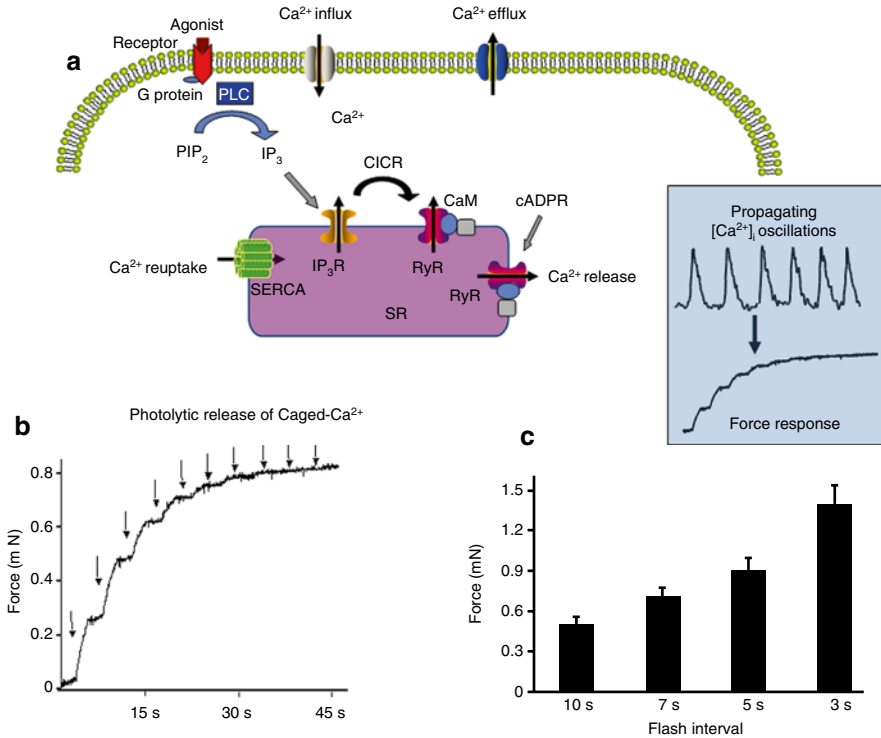 a
Agonist
Receptor
G protein
PLC
PIP₂
IP₃
Ca²⁺ influx
Ca²⁺
Ca²⁺ efflux
CICR
CaM
cADPR
Ca²⁺ reuptake
SERCA
IP₃R
RyR
RyR
SR
Ca²⁺ release
Propagating
[Ca²⁺]ᵢ oscillations
Force response
b
Photolytic release of Caged-Ca²⁺
Force (m N)
0.8
0.6
0.4
0.2
0
15 s
30 s
45 s
c
Force (mN)
1.5
1.2
0.9
0.6
0.3
0
10 s
7 s
5 s
3 s
Flash interval